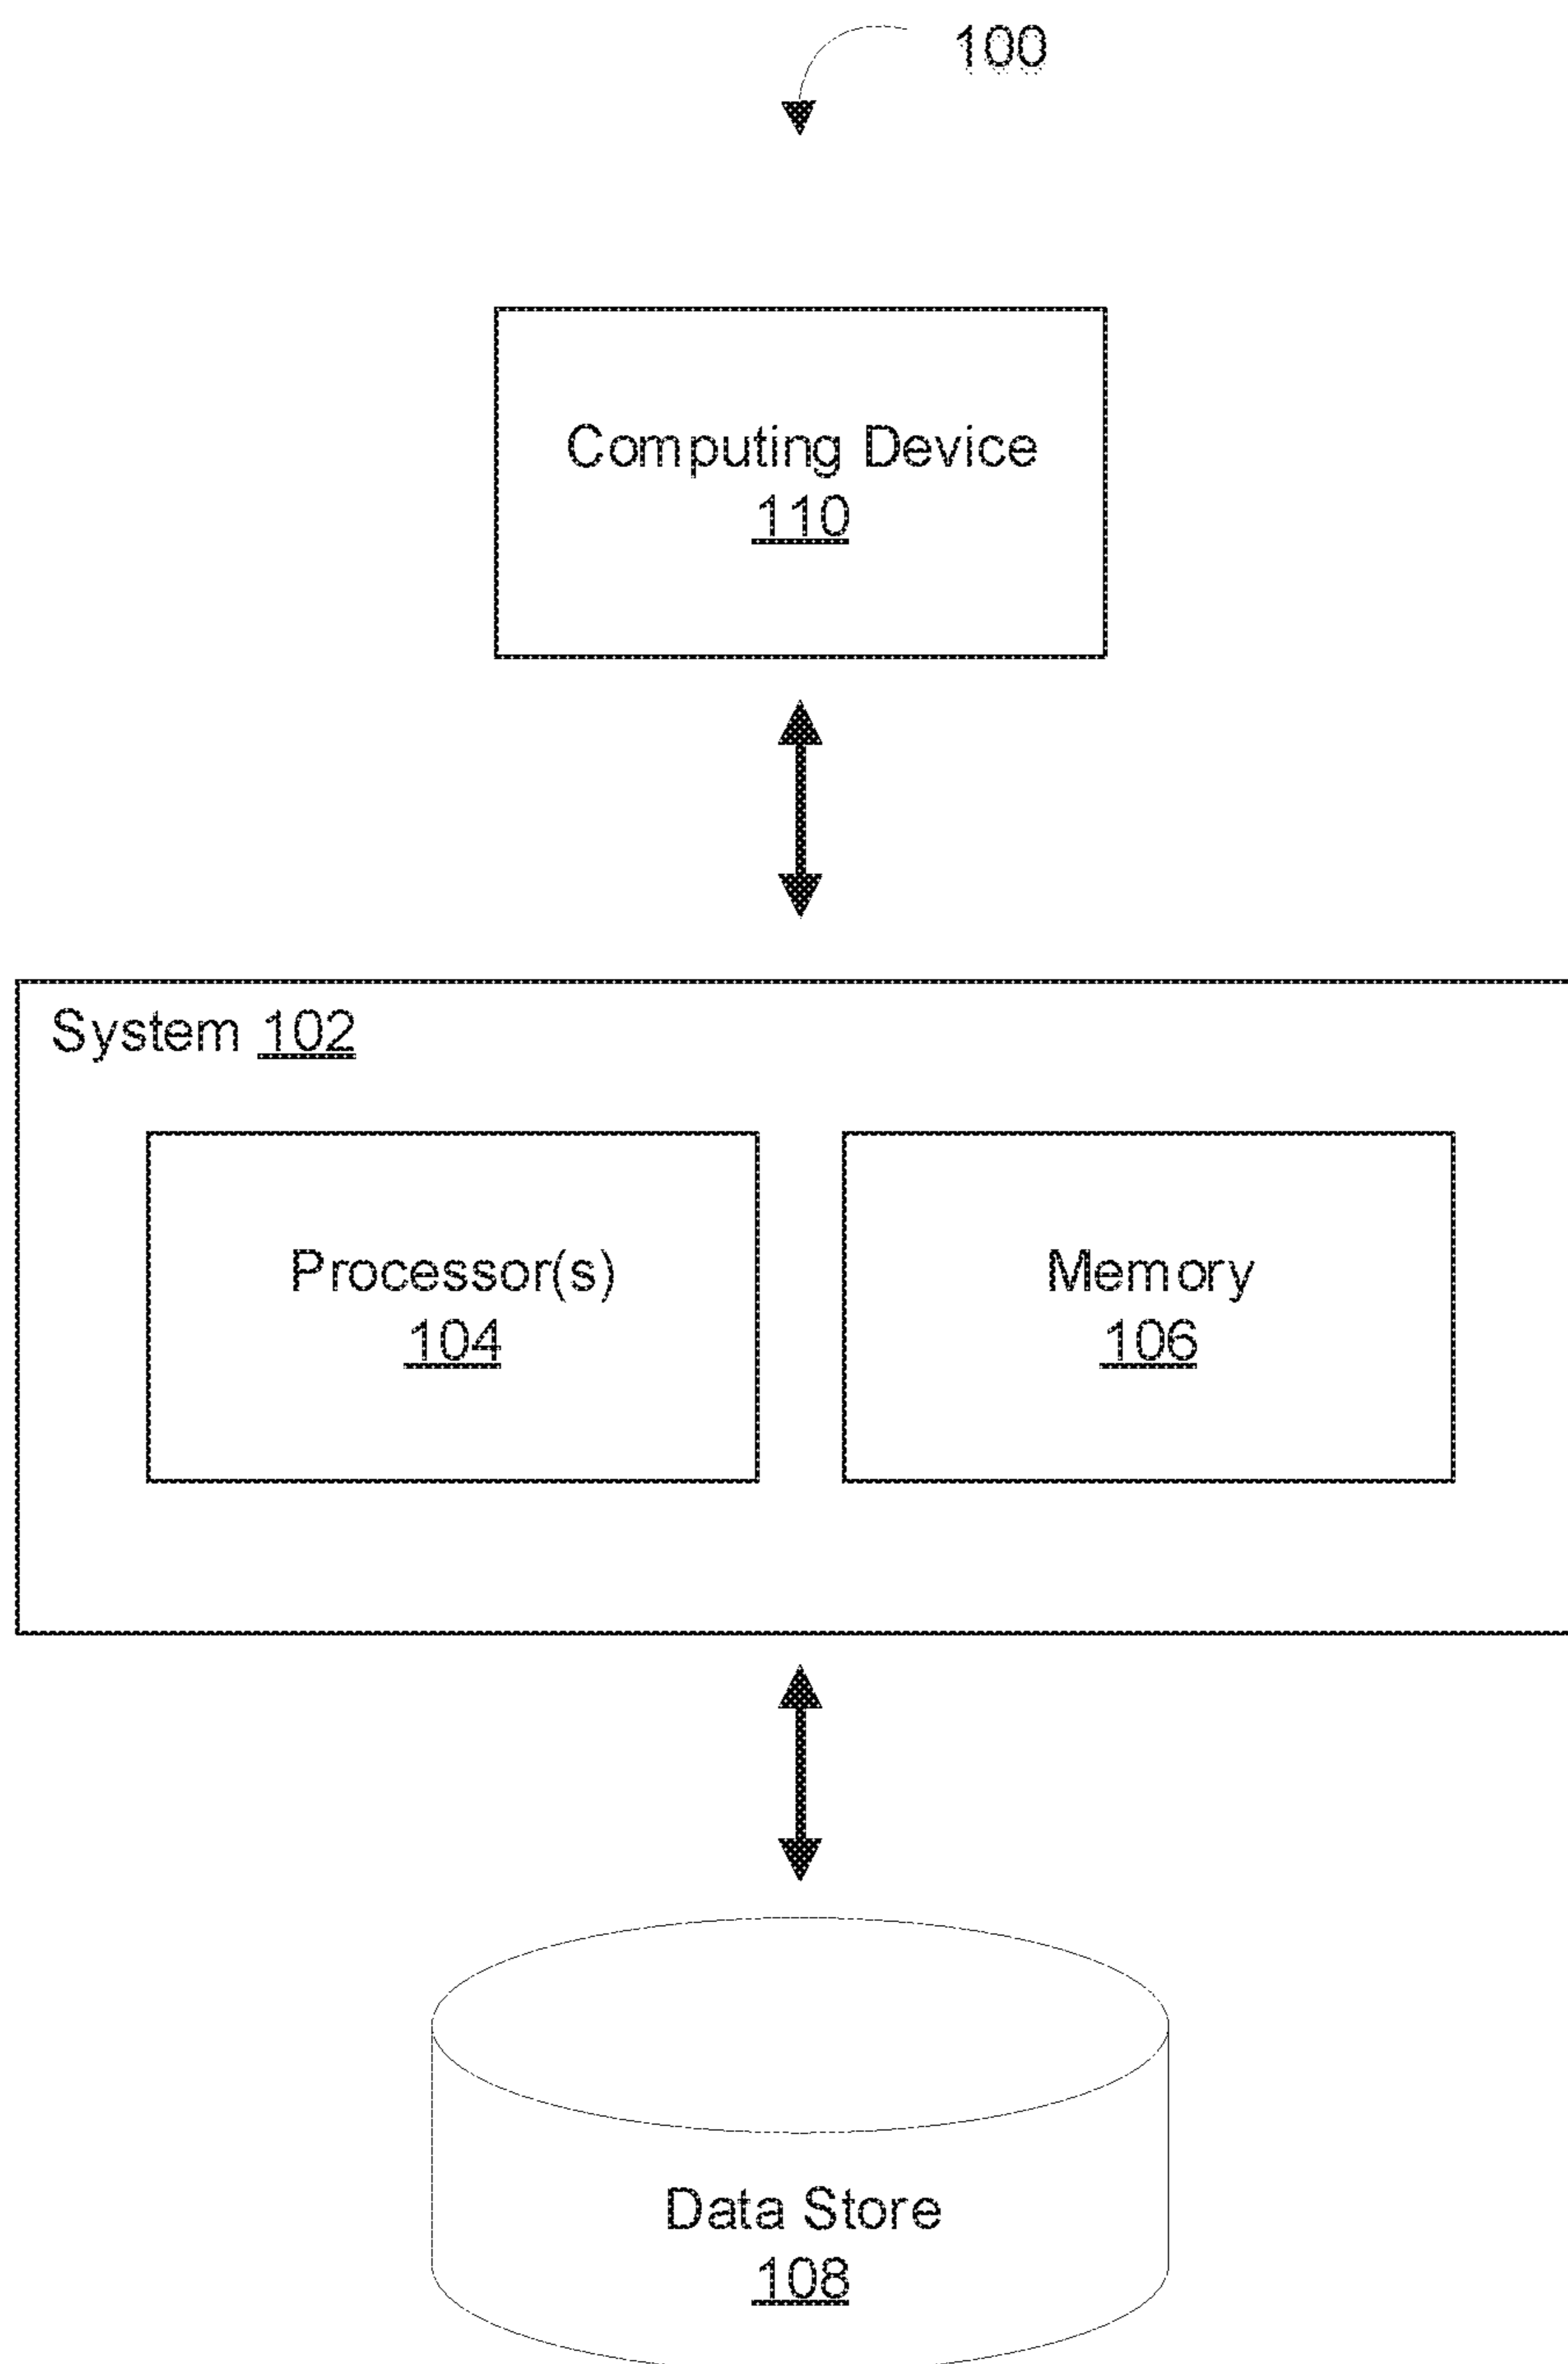 100
Computing Device
110
System 102
Processor(s)
104
Memory
106
Data Store
108